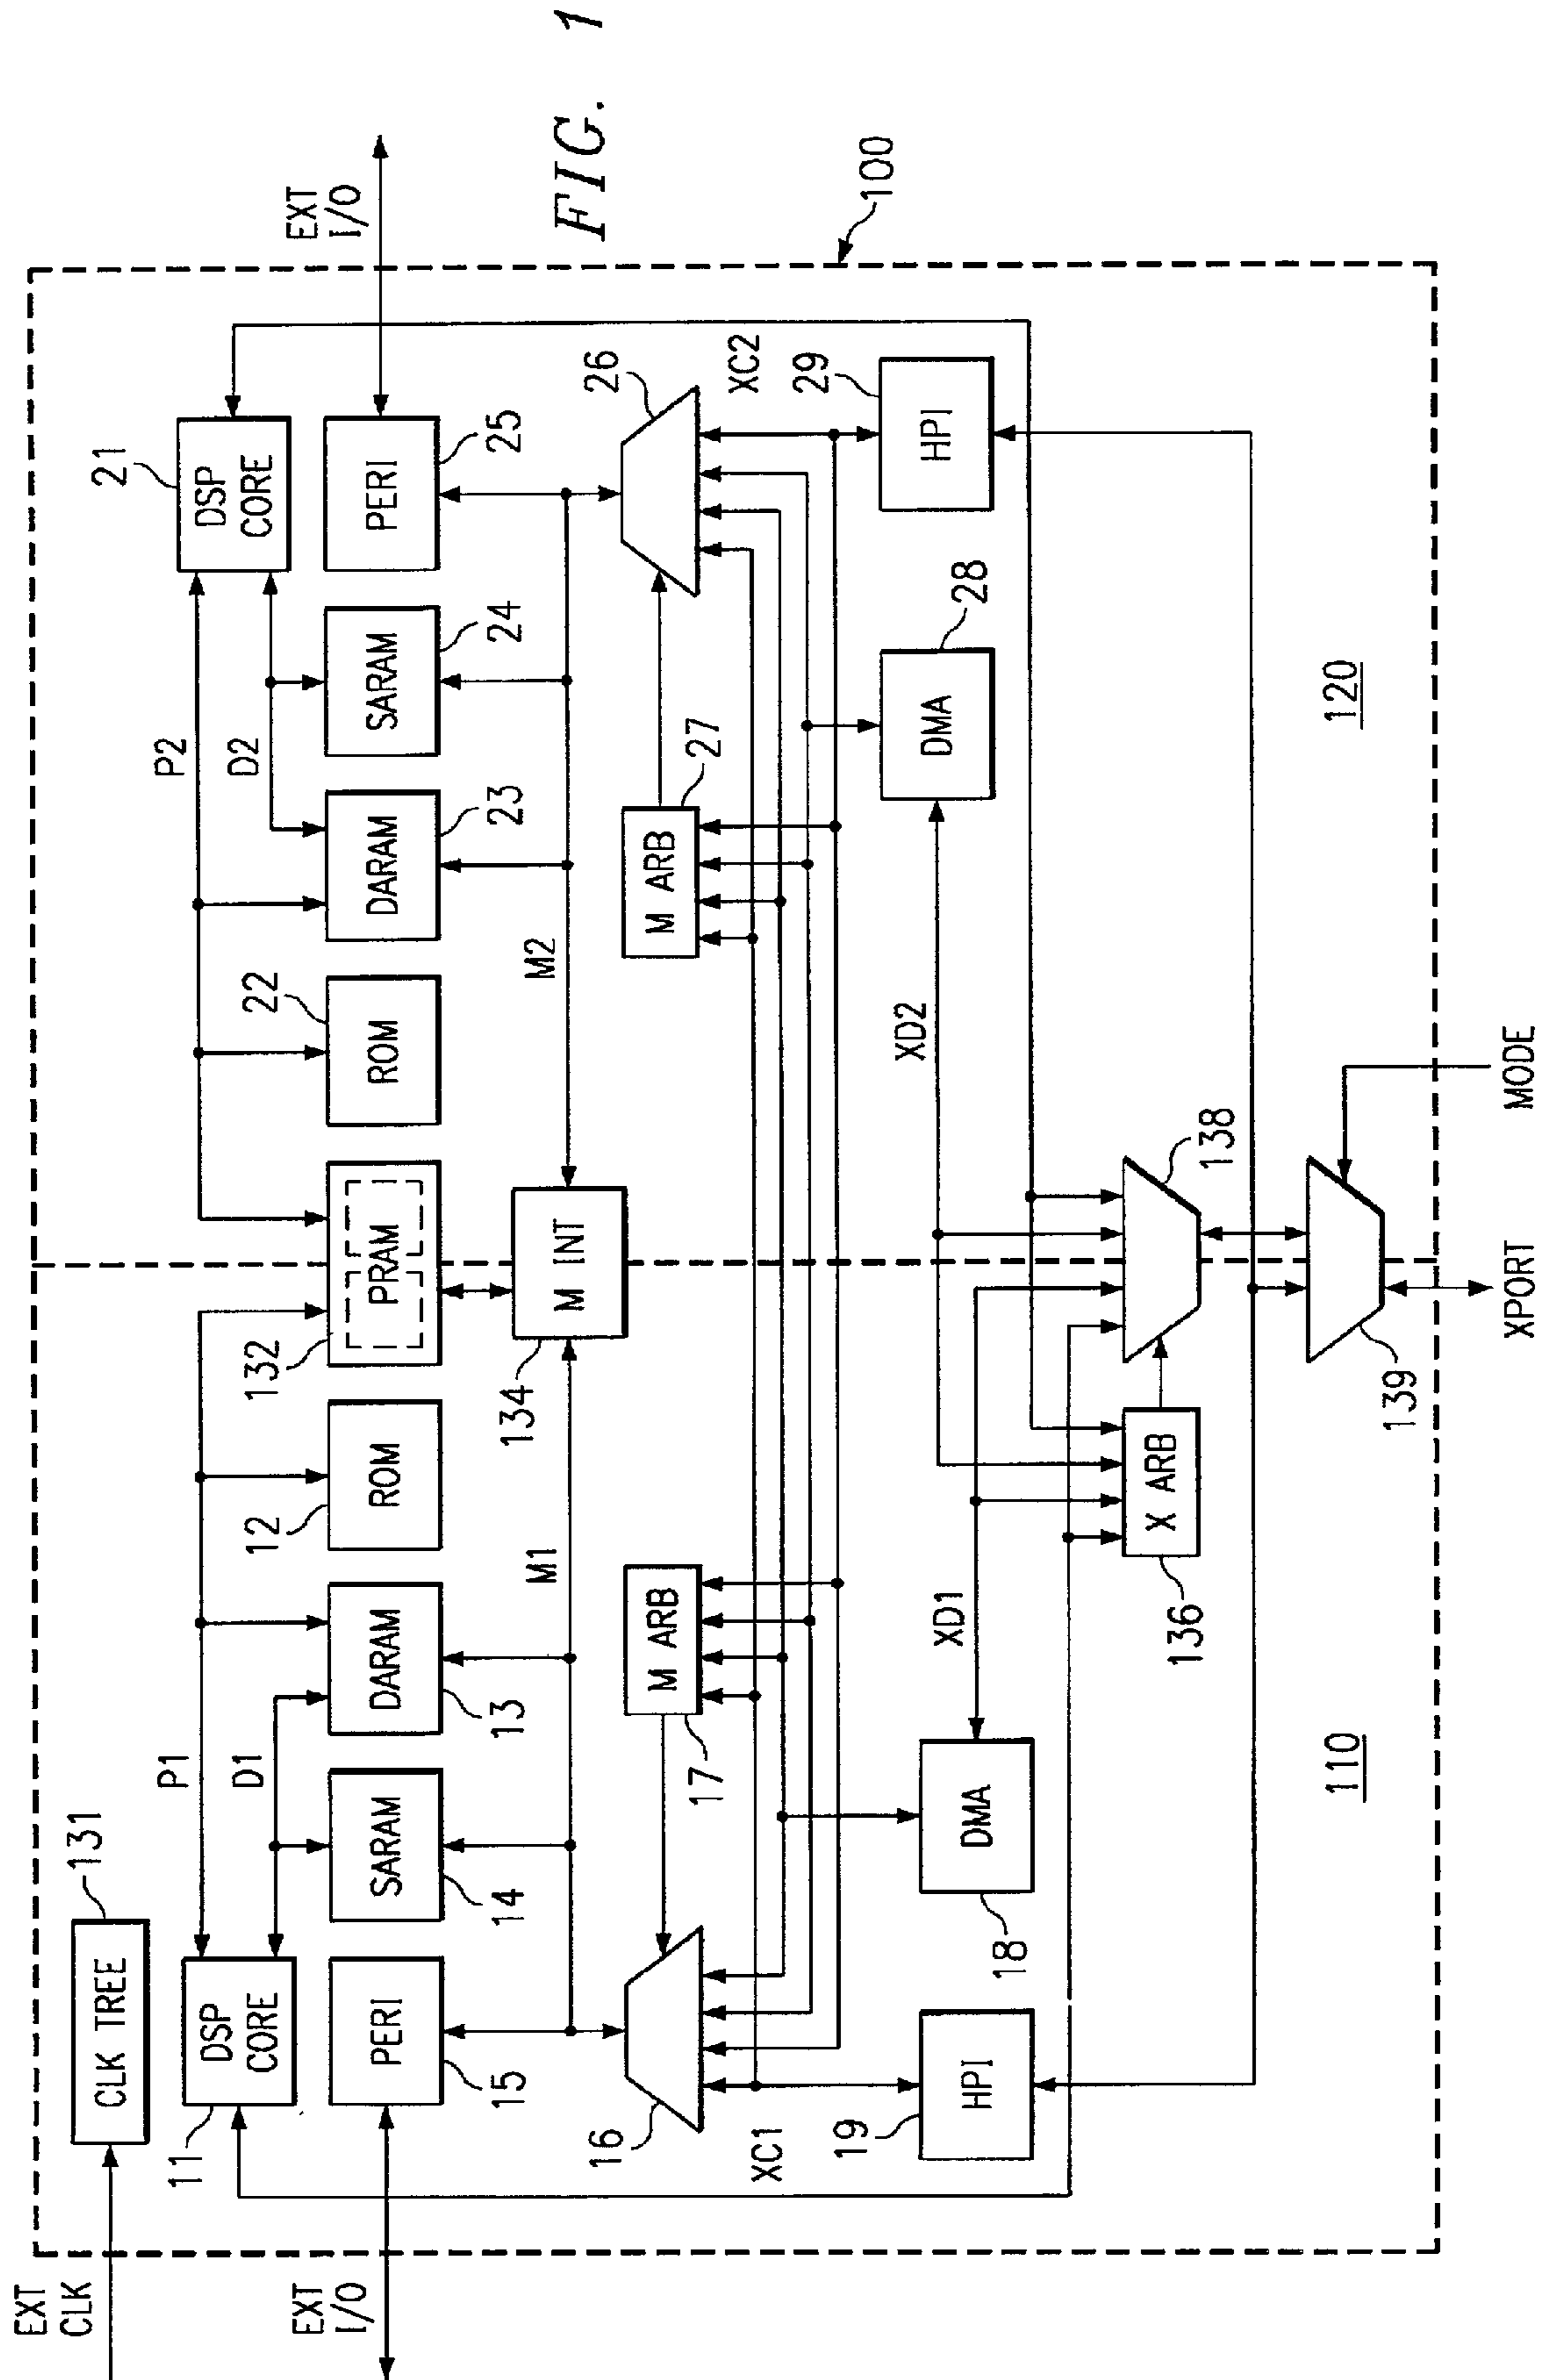 EXT
CLK
CLK TREE
131
EXT
I/O
11
DSP
CORE
P1
D1
P2
D2
21
DSP
CORE
EXT
I/O
PERI
15
SARAM
14
DARAM
13
ROM
12
PRAM
132
ROM
22
DARAM
23
SARAM
24
PERI
25
M1
M INT
134
M2
16
M ARB
17
M ARB
27
26
XC1
XC2
HPI
19
DMA
18
DMA
28
HPI
29
XD1
XD2
X ARB
136
138
139
110
120
100
XPORT
MODE
FIG. 1